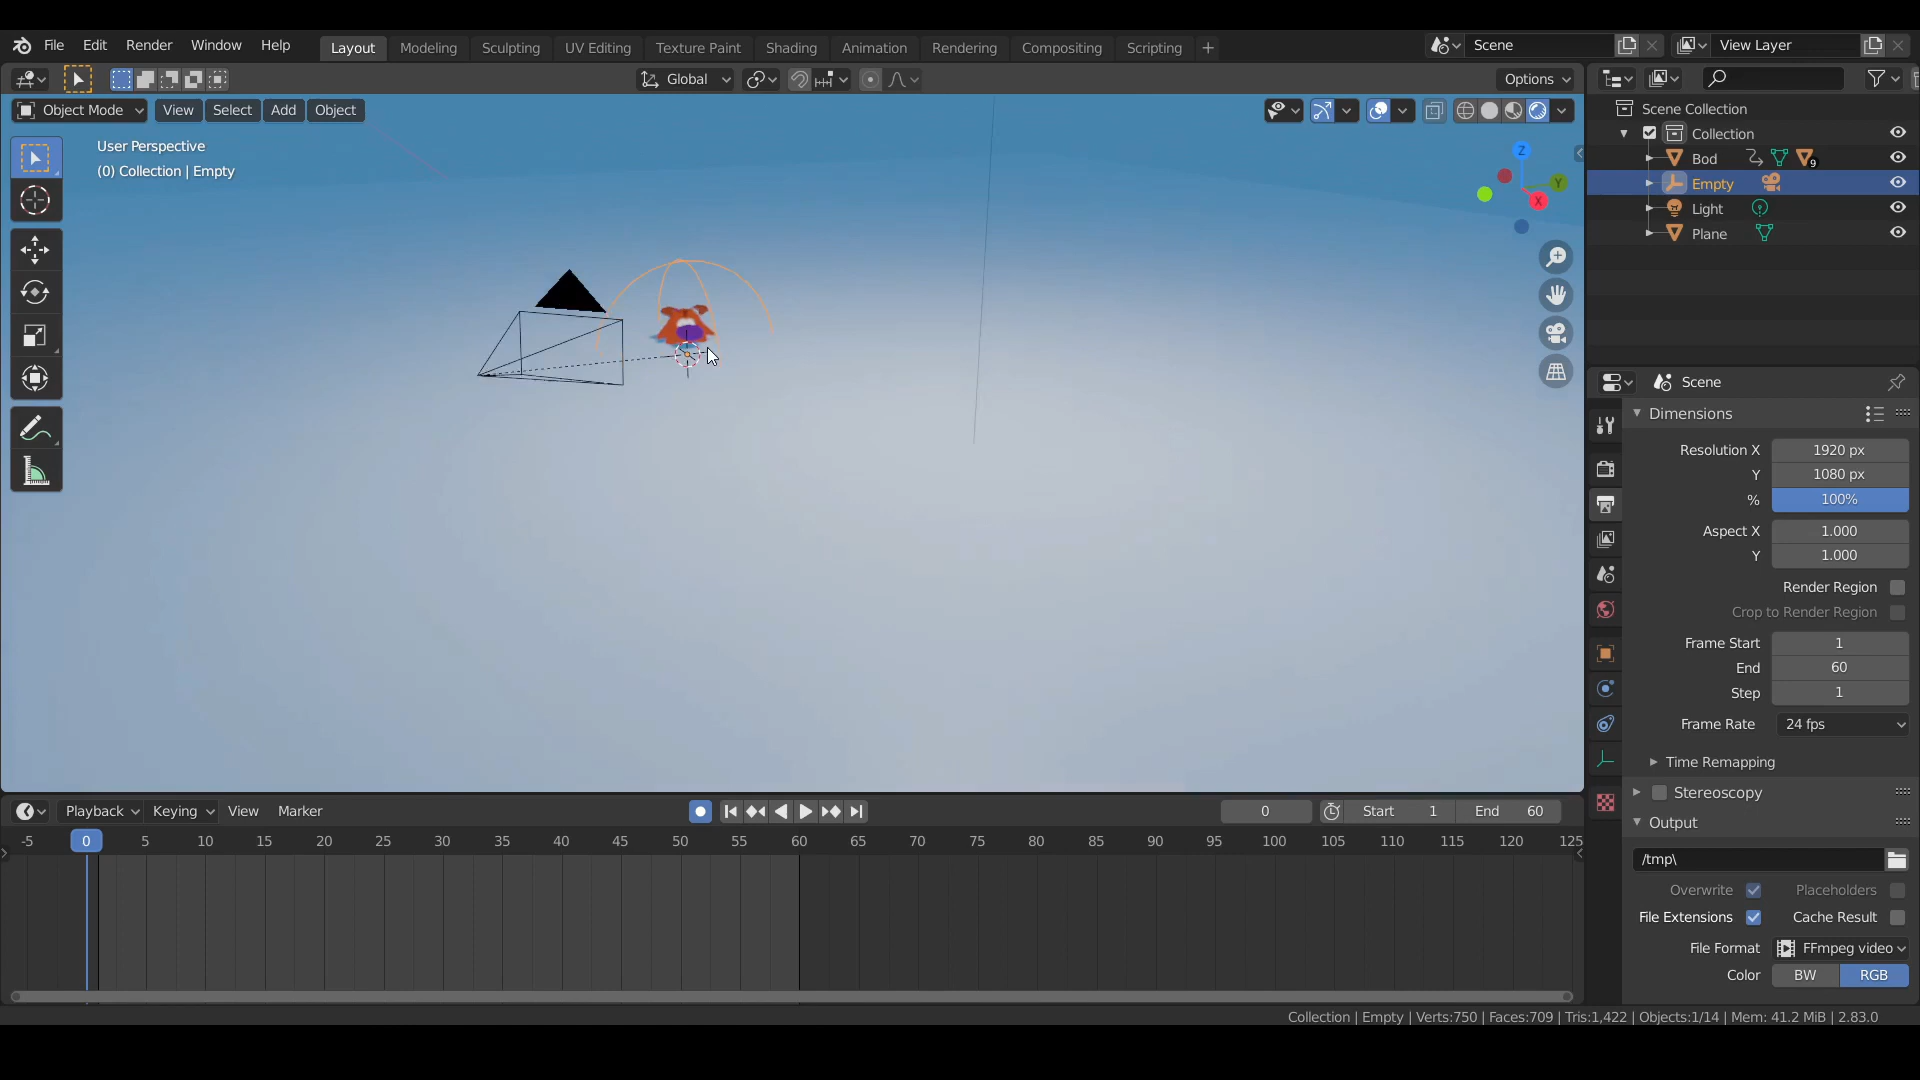 File Edit Render Window Help Layout Modeling Sculpting UV Editing Texture Paint Shading Animation Rendering Compositing Scripting + Scene View Layer
Global Options
Object Mode View Select Add Object
User Perspective
(0) Collection | Empty
Z
Y
X
Scene Collection
Collection
Bod 9
Empty
Light
Plane
Scene
Dimensions
Resolution X 1920 px
Y 1080 px
% 100%
Aspect X 1.000
Y 1.000
Render Region
Crop to Render Region
Frame Start 1
End 60
Step 1
Frame Rate 24 fps
Time Remapping
Stereoscopy
Output
/tmp\
Overwrite Placeholders
File Extensions Cache Result
File Format FFmpeg video
Color BW RGB
Playback Keying View Marker 0 Start 1 End 60
-5 0 5 10 15 20 25 30 35 40 45 50 55 60 65 70 75 80 85 90 95 100 105 110 115 120 125
Collection | Empty | Verts:750 | Faces:709 | Tris:1,422 | Objects:1/14 | Mem: 41.2 MiB | 2.83.0